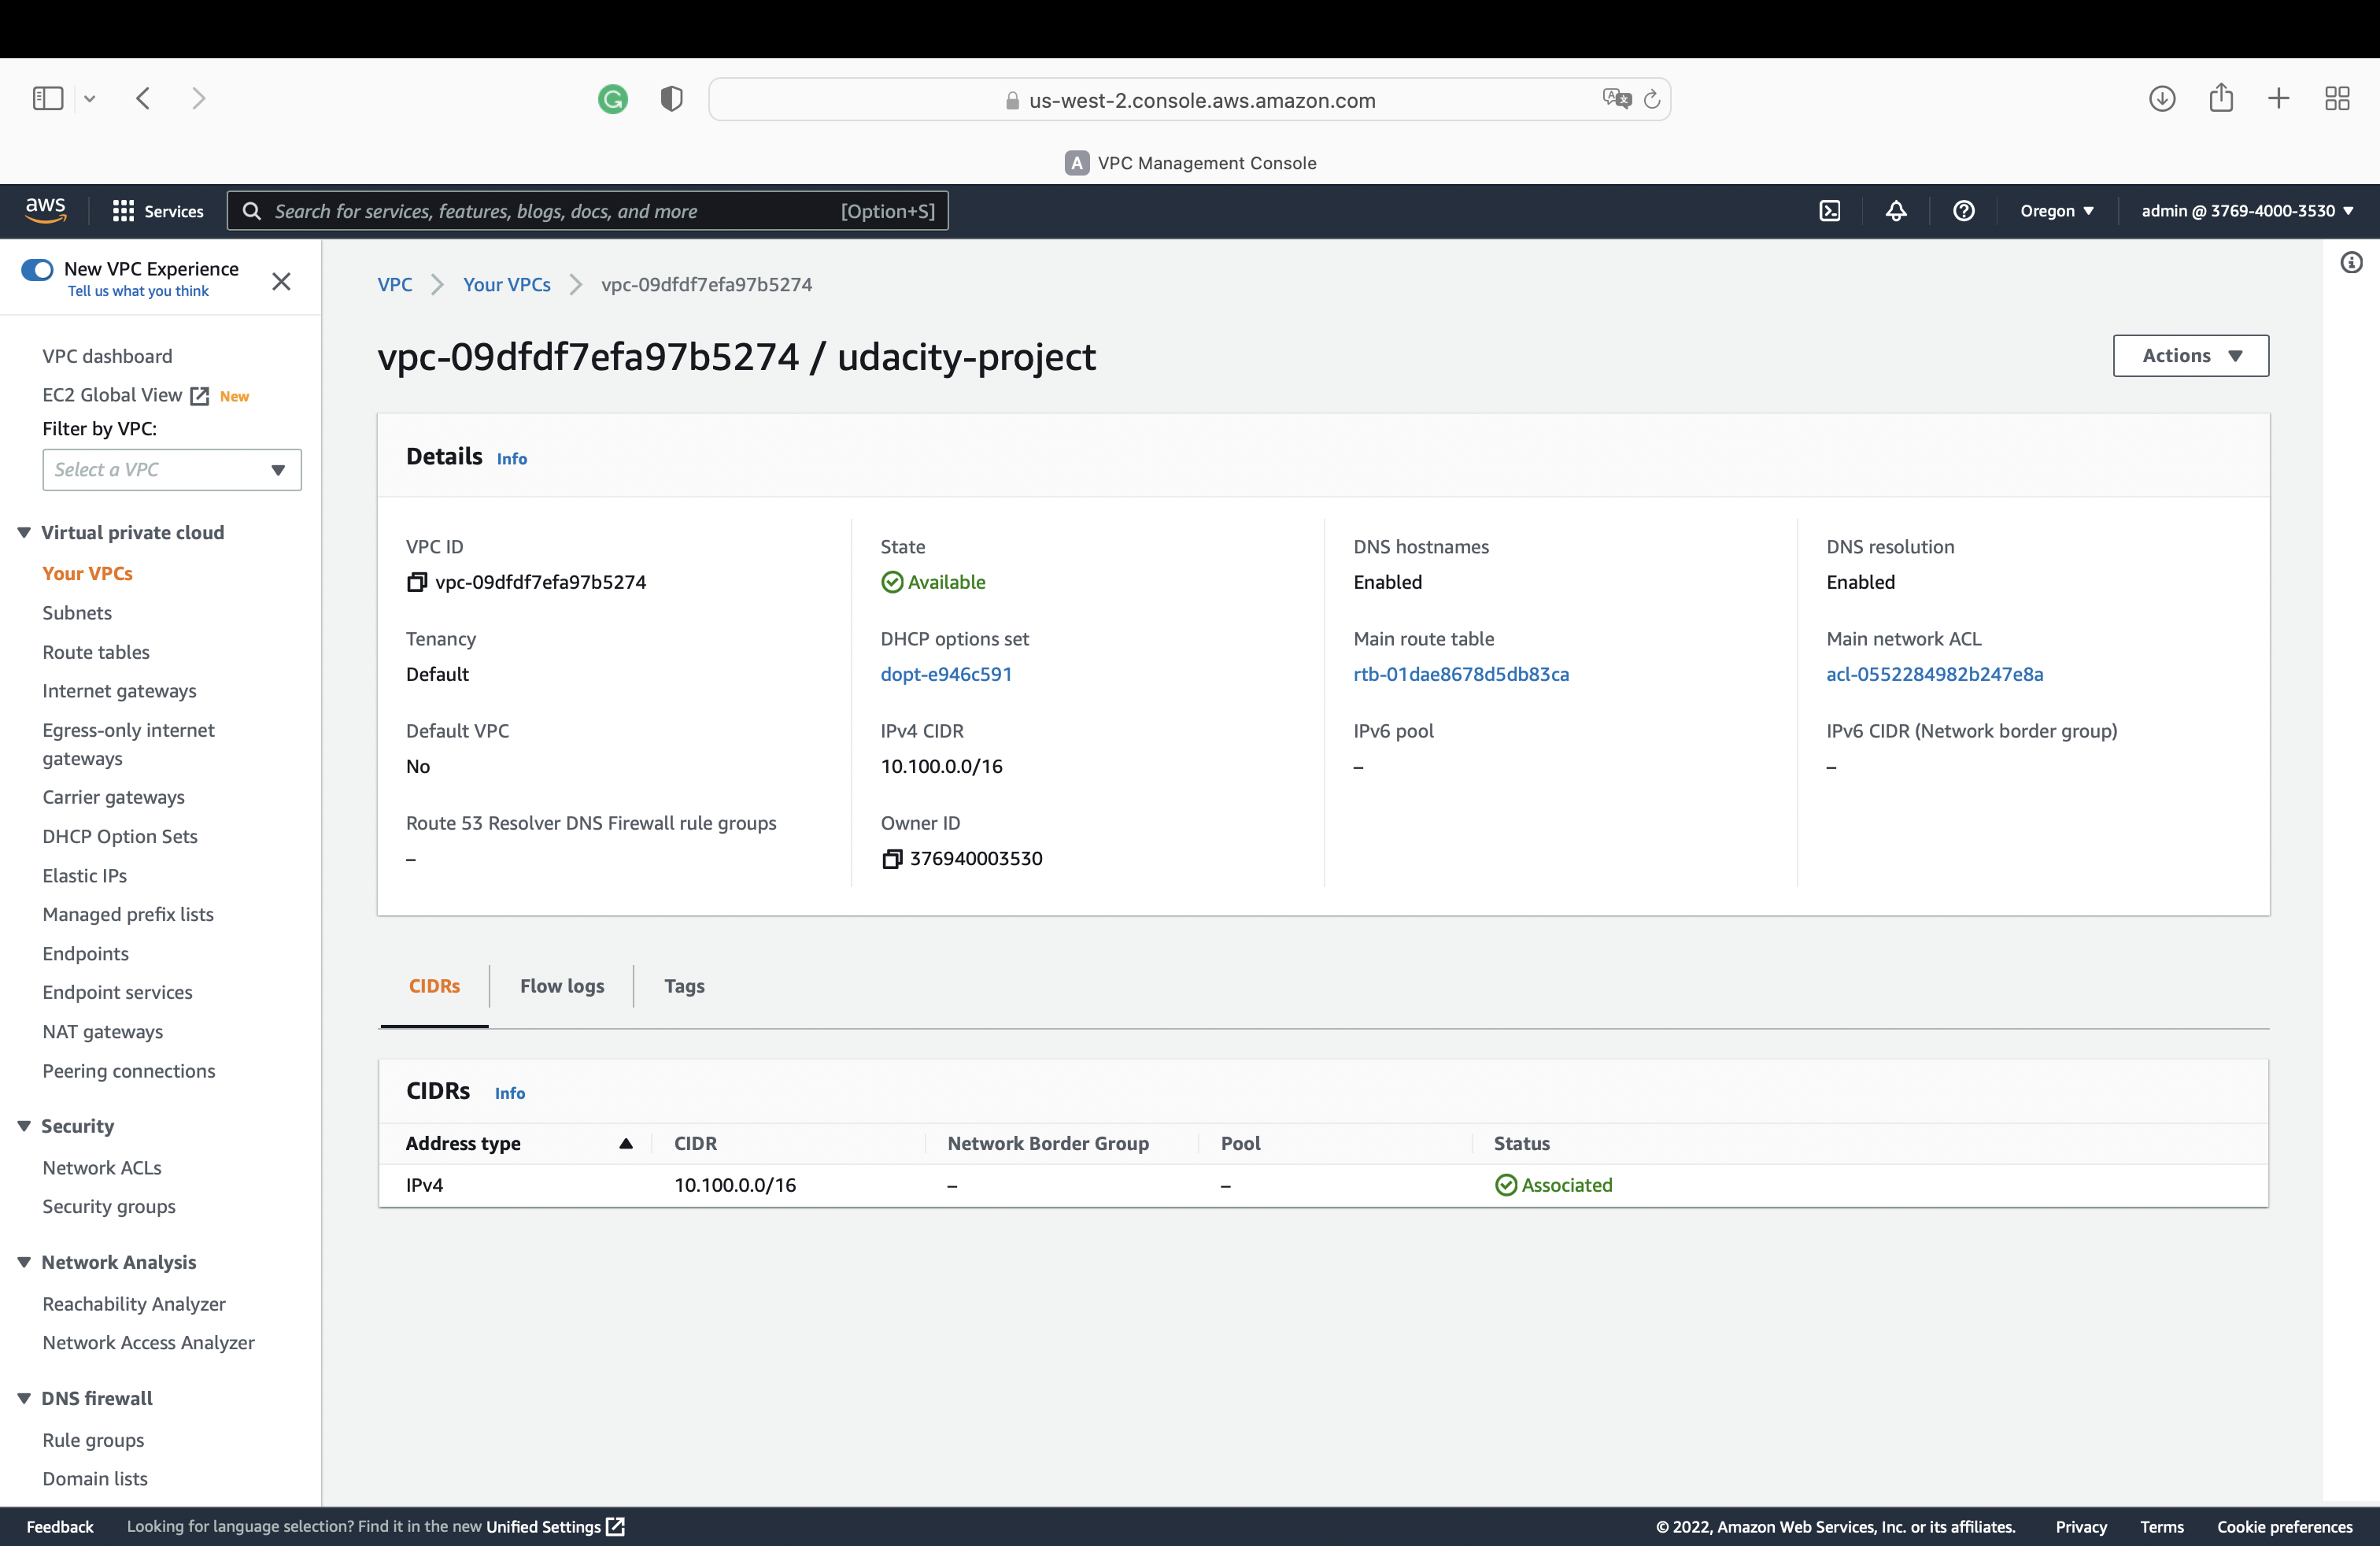 us-west-2.console.aws.amazon.com
A VPC Management Console
aws Services Search for services, features, blogs, docs, and more [Option+S] Oregon ▼ admin @ 3769-4000-3530 ▼
New VPC Experience
Tell us what you think
VPC dashboard
EC2 Global View New
Filter by VPC:
Select a VPC
Virtual private cloud
Your VPCs
Subnets
Route tables
Internet gateways
Egress-only internet
gateways
Carrier gateways
DHCP Option Sets
Elastic IPs
Managed prefix lists
Endpoints
Endpoint services
NAT gateways
Peering connections
Security
Network ACLs
Security groups
Network Analysis
Reachability Analyzer
Network Access Analyzer
DNS firewall
Rule groups
Domain lists
VPC > Your VPCs > vpc-09dfdf7efa97b5274
vpc-09dfdf7efa97b5274 / udacity-project
Actions ▼
Details Info
VPC ID
vpc-09dfdf7efa97b5274
Tenancy
Default
Default VPC
No
Route 53 Resolver DNS Firewall rule groups
–
State
Available
DHCP options set
dopt-e946c591
IPv4 CIDR
10.100.0.0/16
Owner ID
376940003530
DNS hostnames
Enabled
Main route table
rtb-01dae8678d5db83ca
IPv6 pool
–
DNS resolution
Enabled
Main network ACL
acl-0552284982b247e8a
IPv6 CIDR (Network border group)
–
CIDRs Flow logs Tags
CIDRs Info
Address type CIDR Network Border Group Pool Status
IPv4 10.100.0.0/16 – – Associated
Feedback Looking for language selection? Find it in the new Unified Settings © 2022, Amazon Web Services, Inc. or its affiliates. Privacy Terms Cookie preferences